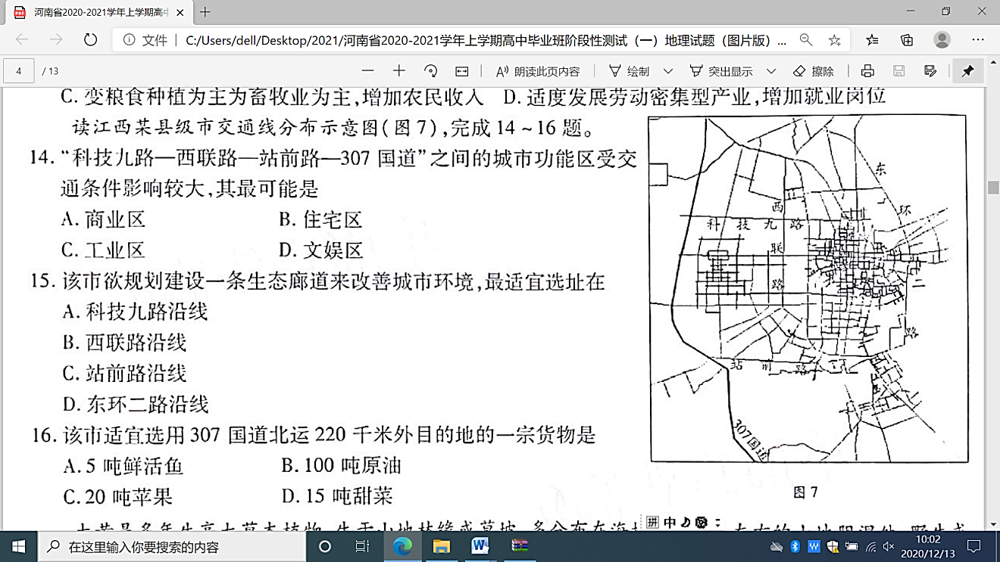 河南省2020-2021学年上学期高中
文件
C:/Users/dell/Desktop/2021/河南省2020-2021学年上学期高中毕业班阶段性测试（一）地理试题（图片版）...
4 / 13
朗读此页内容
绘制
突出显示
擦除
C. 变粮食种植为主为畜牧业为主,增加农民收入 D. 适度发展劳动密集型产业,增加就业岗位
读江西某县级市交通线分布示意图(图7),完成14～16题。
14. “科技九路—西联路—站前路—307国道”之间的城市功能区受交
通条件影响较大,其最可能是
A. 商业区 B. 住宅区
C. 工业区 D. 文娱区
15. 该市欲规划建设一条生态廊道来改善城市环境,最适宜选址在
A. 科技九路沿线
B. 西联路沿线
C. 站前路沿线
D. 东环二路沿线
16. 该市适宜选用307国道北运220千米外目的地的一宗货物是
A. 5吨鲜活鱼 B. 100吨原油
C. 20吨苹果 D. 15吨甜菜
东环二路
西联路
科技九路
站前路
307国道
图7
拼 中
在这里输入你要搜索的内容
10:02
2020/12/13